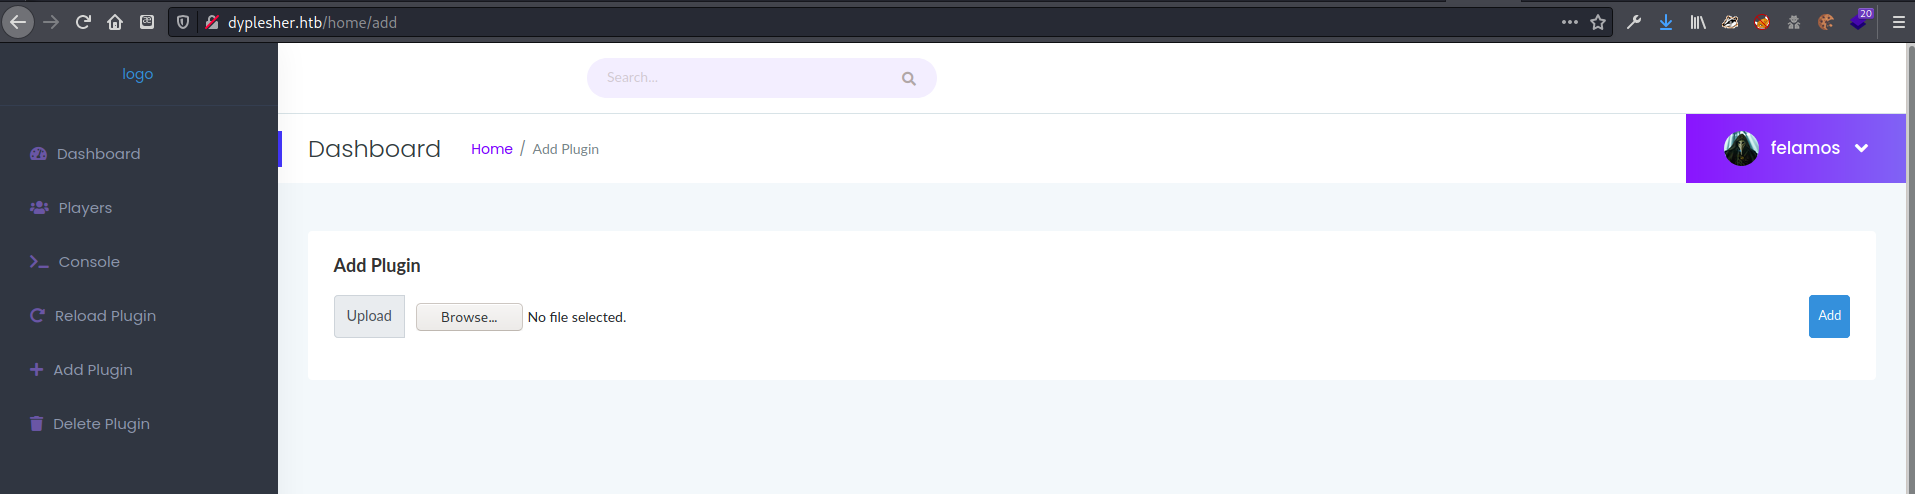 dyplesher.htb/home/add
20
logo
Search...
Dashboard Home / Add Plugin
felamos
Dashboard
Players
Console
Reload Plugin
Add Plugin
Delete Plugin
Add Plugin
Upload Browse... No file selected. Add